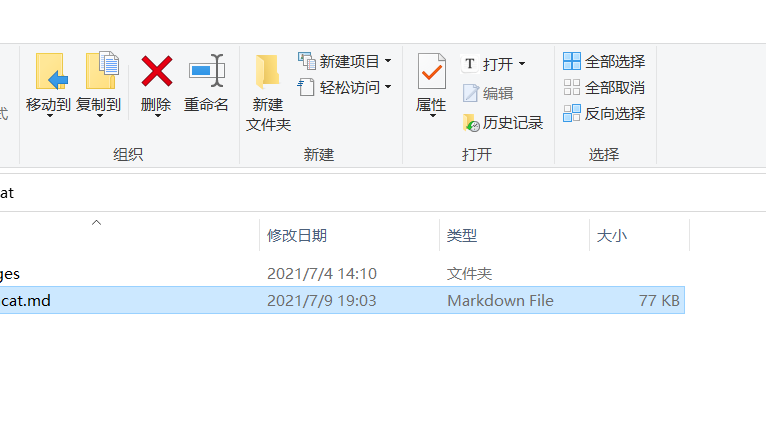 式
移动到
复制到
删除
重命名
组织
新建
文件夹
新建项目
轻松访问
新建
属性
打开
编辑
历史记录
打开
全部选择
全部取消
反向选择
选择
at
修改日期 类型 大小
ges 2021/7/4 14:10 文件夹
cat.md 2021/7/9 19:03 Markdown File 77 KB